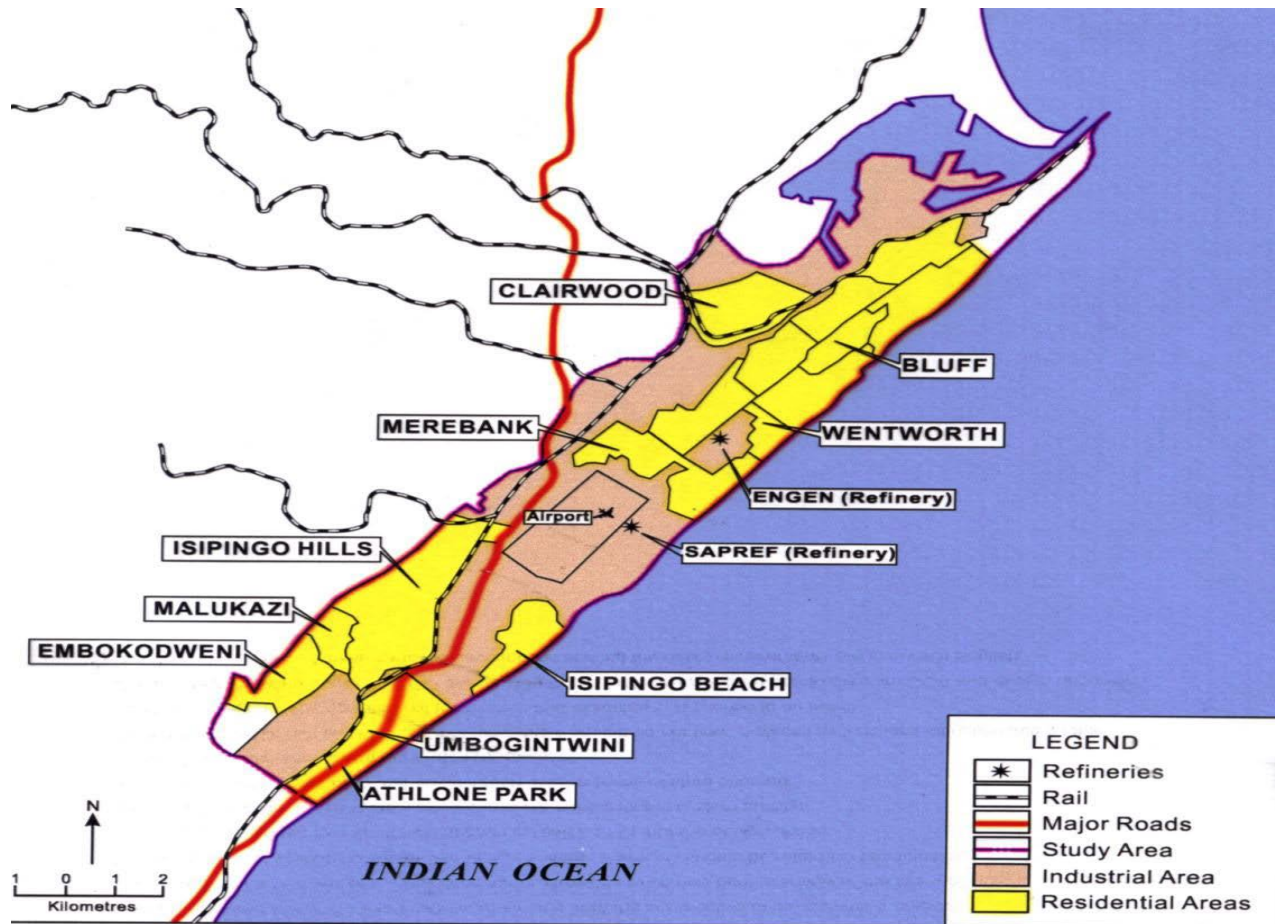 CLAIRWOOD
BLUFF
MEREBANK
WENTWORTH
ENGEN (Refinery)
Airport
SAPREF (Refinery)
ISIPINGO HILLS
MALUKAZI
EMBOKODWENI
ISIPINGO BEACH
UMBOGINTWINI
ATHLONE PARK
INDIAN OCEAN
N
1 0 1 2
Kilometres
LEGEND
Refineries
Rail
Major Roads
Study Area
Industrial Area
Residential Areas